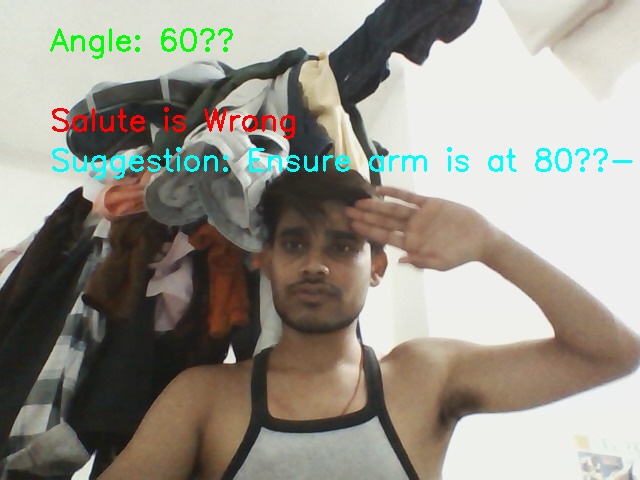 Angle: 60??
Salute is Wrong
Suggestion: Ensure arm is at 80??-